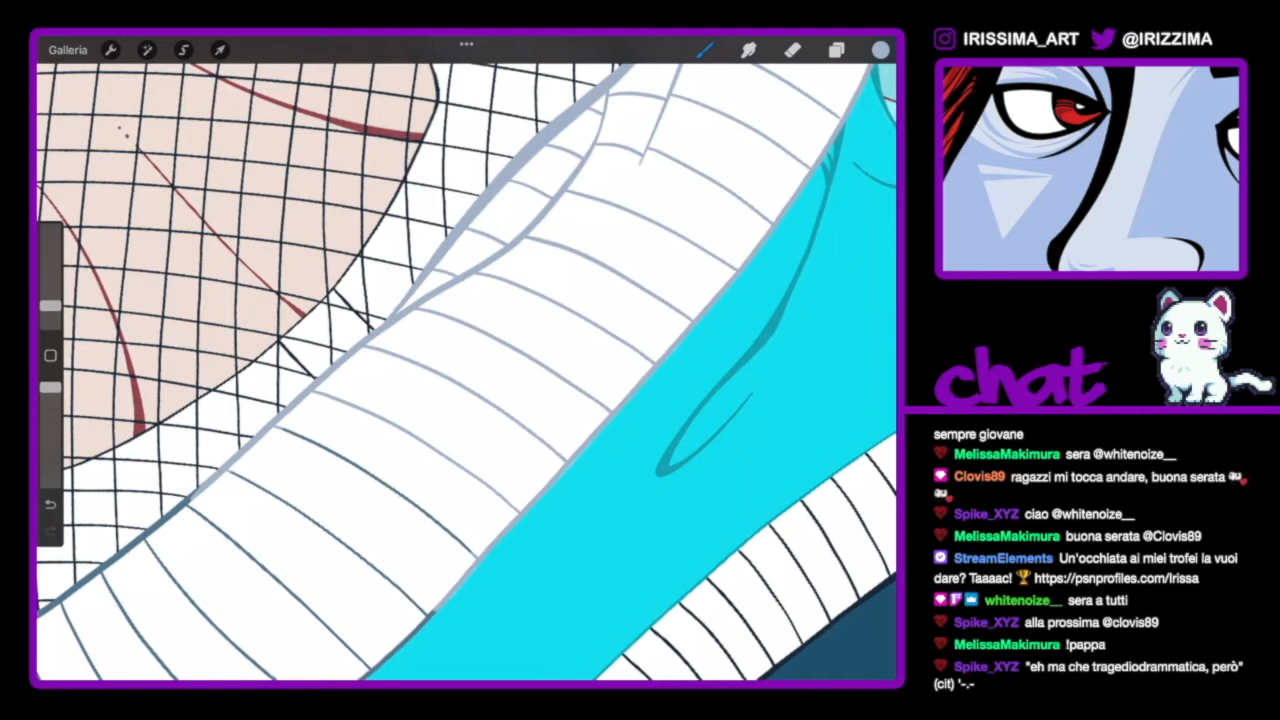 Galleria
IRISSIMA_ART @IRIZZIMA
chat
sempre giovane
MelissaMakimura sera @whitenoize__
Clovis89 ragazzi mi tocca andare, buona serata
Spike_XYZ ciao @whitenoize__
MelissaMakimura buona serata @Clovis89
StreamElements Un'occhiata ai miei trofei la vuoi
dare? Taaaac! 🏆 https://psnprofiles.com/Irissa
whitenoize__ sera a tutti
Spike_XYZ alla prossima @clovis89
MelissaMakimura !pappa
Spike_XYZ "eh ma che tragediodrammatica, però"
(cit) '-.-